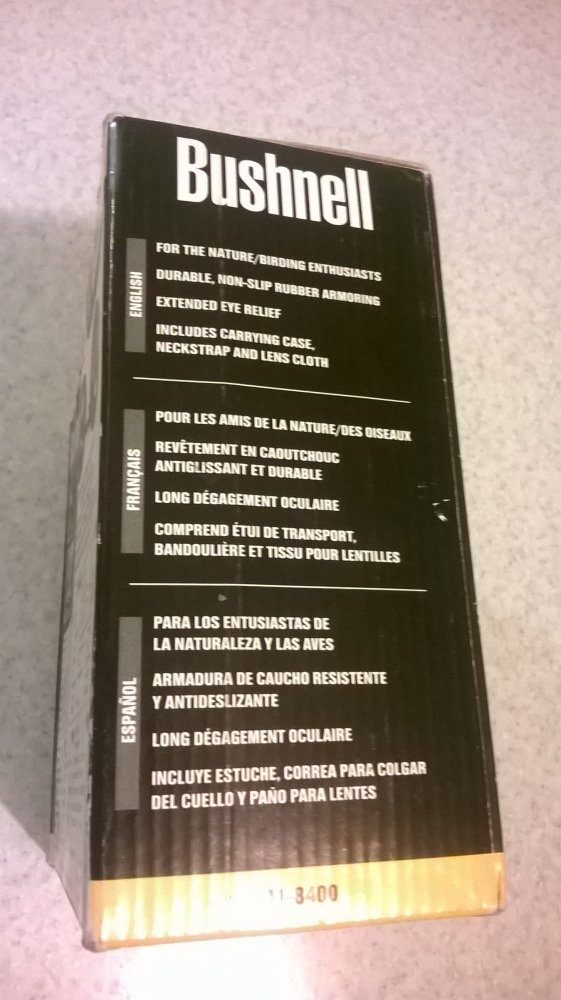 Bushnell
ENGLISH
FOR THE NATURE/BIRDING ENTHUSIASTS
DURABLE, NON-SLIP RUBBER ARMORING
EXTENDED EYE RELIEF
INCLUDES CARRYING CASE,
NECKSTRAP AND LENS CLOTH
FRANÇAIS
POUR LES AMIS DE LA NATURE/DES OISEAUX
REVÊTEMENT EN CAOUTCHOUC
ANTIGLISSANT ET DURABLE
LONG DÉGAGEMENT OCULAIRE
COMPREND ÉTUI DE TRANSPORT,
BANDOULIÈRE ET TISSU POUR LENTILLES
ESPAÑOL
PARA LOS ENTUSIASTAS DE
LA NATURALEZA Y LAS AVES
ARMADURA DE CAUCHO RESISTENTE
Y ANTIDESLIZANTE
LONG DÉGAGEMENT OCULAIRE
INCLUYE ESTUCHE, CORREA PARA COLGAR
DEL CUELLO Y PAÑO PARA LENTES
11-8400